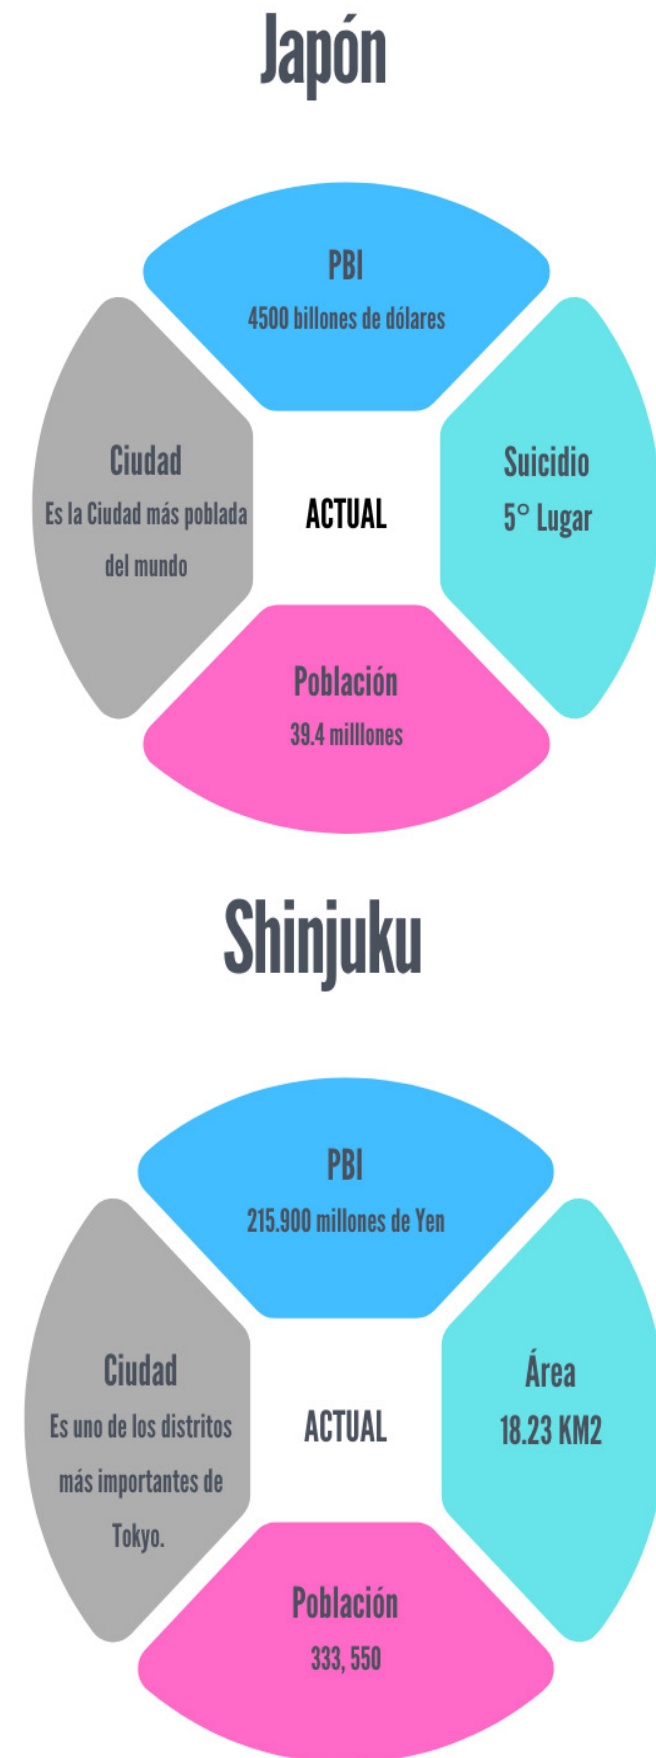 Japón
PBI
4500 billones de dólares
Ciudad
Es la Ciudad más poblada
del mundo
ACTUAL
Suicidio
5° Lugar
Población
39.4 milllones
Shinjuku
PBI
215.900 millones de Yen
Ciudad
Es uno de los distritos
más importantes de
Tokyo.
ACTUAL
Área
18.23 KM2
Población
333, 550